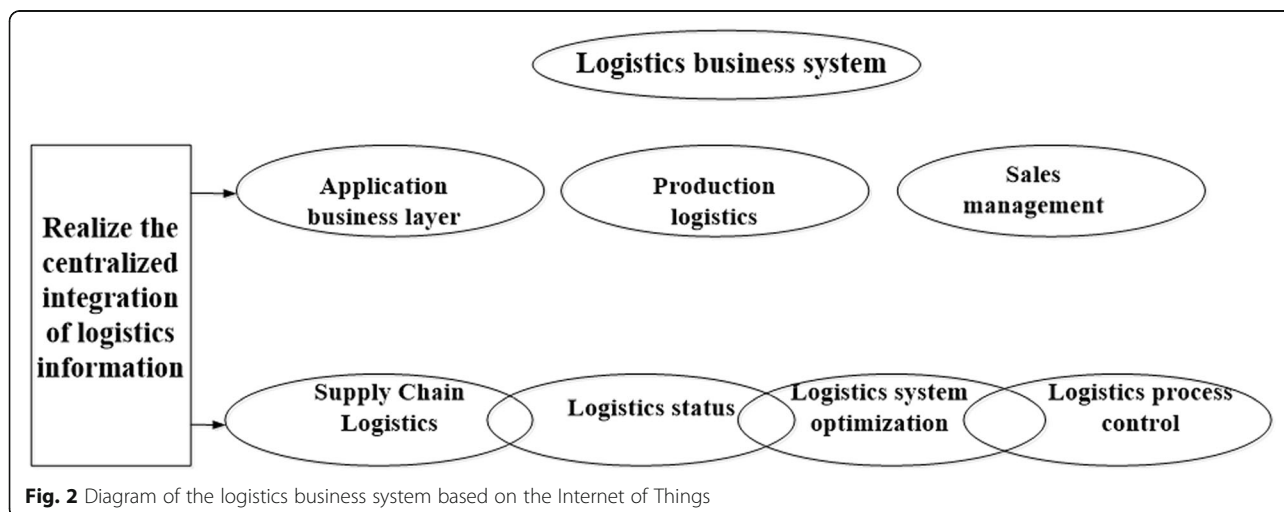 Logistics business system
Realize the
centralized
integration
of logistics
information
Application
business layer
Production
logistics
Sales
management
Supply Chain
Logistics
Logistics status
Logistics system
optimization
Logistics process
control
Fig. 2 Diagram of the logistics business system based on the Internet of Things